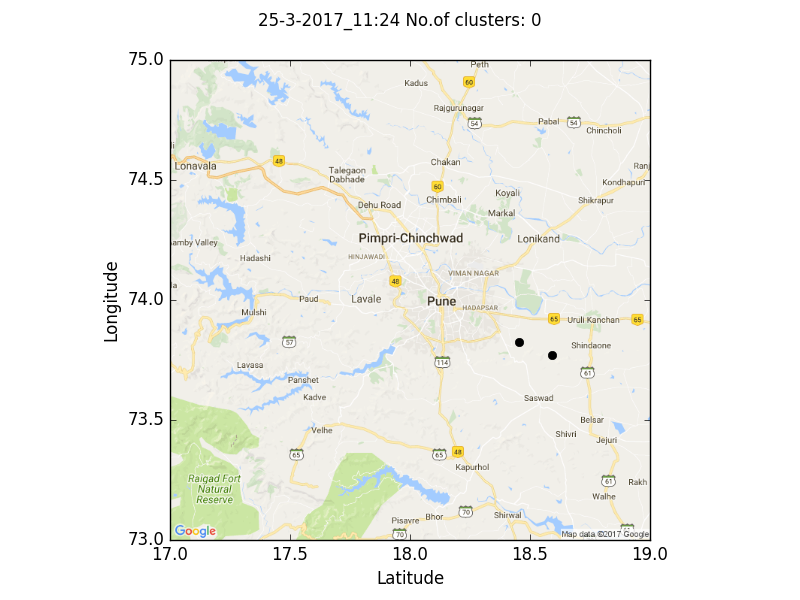 25-3-2017_11:24 No.of clusters: 0
75.0
Peth
Kadus
60
Rajgurunagar
54
Pabal
54
Chincholi
48
Chakan
Lonavala
Talegaon
Dabhade
74.5
60
Koyali
Kondhapuri
Chimbali
Shikrapur
Dehu Road
Markal
Pimpri-Chinchwad
Lonikand
HINJAWADI
Hadashi
VIMAN NAGAR
48
74.0
Paud
Lavale
Pune
HADAPSAR
Mulshi
65
Uruli Kanchan
65
57
Shindaone
Lavasa
114
61
Panshet
Kadve
Saswad
73.5
Velhe
Belsar
Shivri
Jejuri
65
65
48
Kapurhol
Raigad Fort
Natural
Reserve
61
Rakh
Walhe
70
Shirwal
Bhor
Pisavre
70
Google
Map data ©2017 Google
73.0
17.0
17.5
18.0
18.5
19.0
Latitude
Longitude